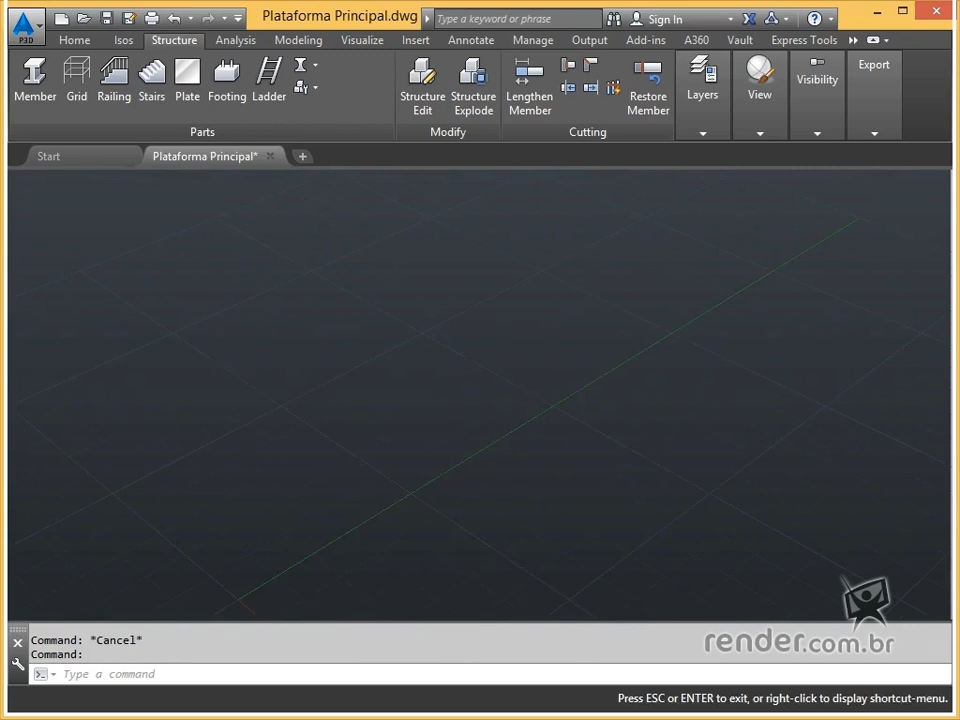 Plataforma Principal.dwg
Type a keyword or phrase
Sign In
P3D
Home Isos Structure Analysis Modeling Visualize Insert Annotate Manage Output Add-ins A360 Vault Express Tools
Member Grid Railing Stairs Plate Footing Ladder
Structure Edit
Structure Explode
Lengthen Member
Restore Member
Layers
View
Visibility
Export
Parts
Modify
Cutting
Start
Plataforma Principal*
Command: *Cancel*
Command:
Type a command
render.com.br
Press ESC or ENTER to exit, or right-click to display shortcut-menu.